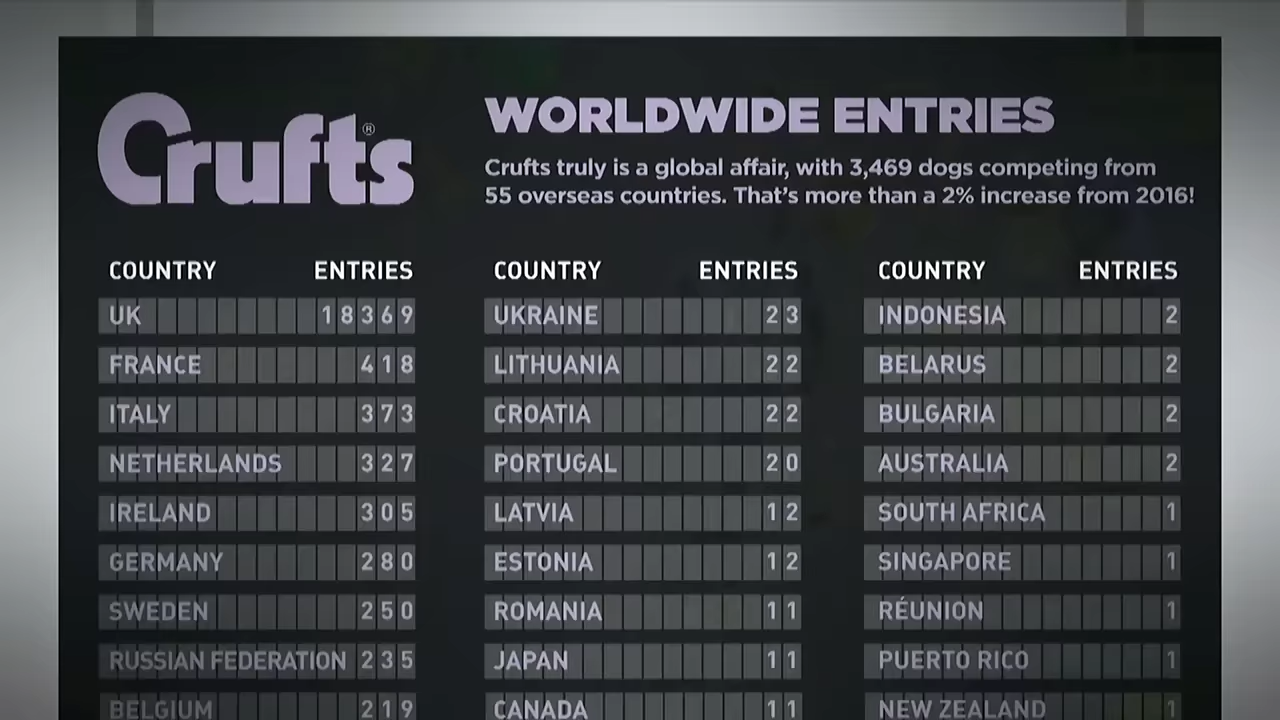 Crufts®
WORLDWIDE ENTRIES
Crufts truly is a global affair, with 3,469 dogs competing from
55 overseas countries. That's more than a 2% increase from 2016!
COUNTRY ENTRIES COUNTRY ENTRIES COUNTRY ENTRIES
UK 18369 UKRAINE 23 INDONESIA 2
FRANCE 418 LITHUANIA 22 BELARUS 2
ITALY 373 CROATIA 22 BULGARIA 2
NETHERLANDS 327 PORTUGAL 20 AUSTRALIA 2
IRELAND 305 LATVIA 12 SOUTH AFRICA 1
GERMANY 280 ESTONIA 12 SINGAPORE 1
SWEDEN 250 ROMANIA 11 RÉUNION 1
RUSSIAN FEDERATION 235 JAPAN 11 PUERTO RICO 1
BELGIUM 219 CANADA 11 NEW ZEALAND 1